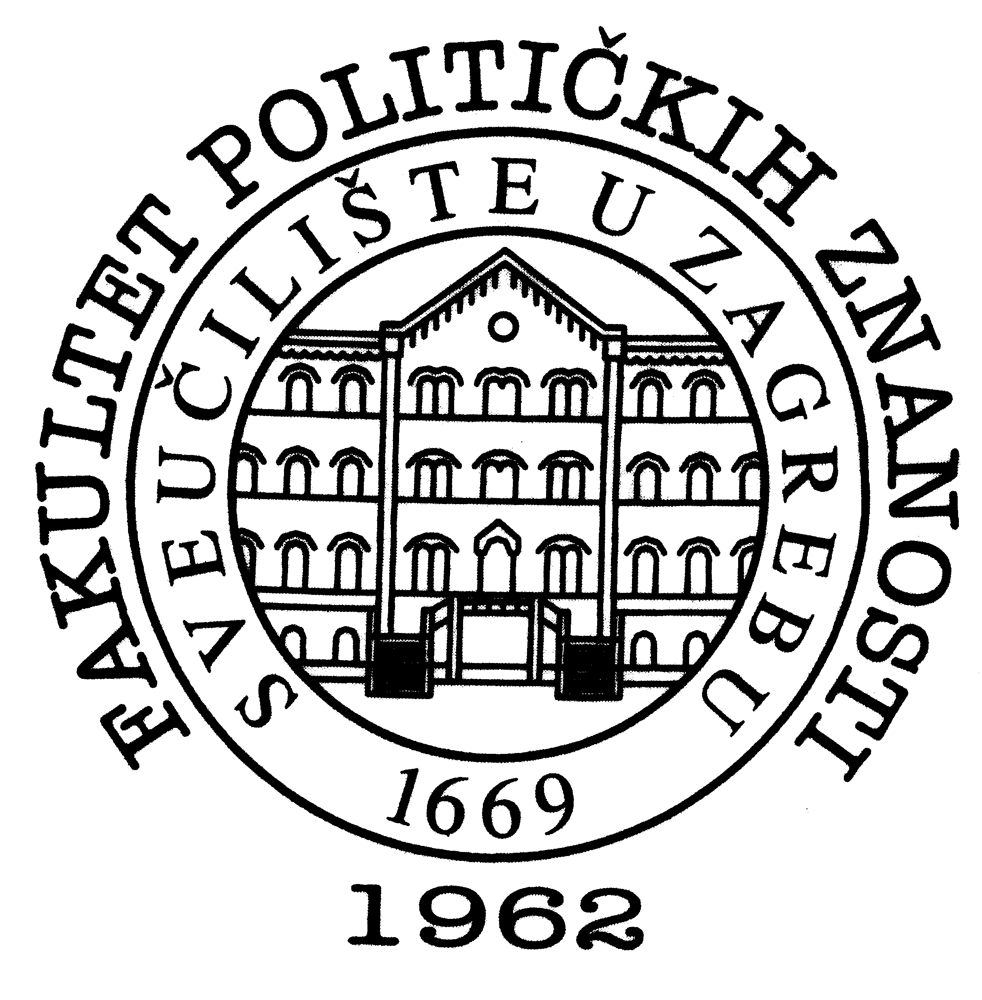 FAKULTET POLITIČKIH ZNANOSTI
SVEUČILIŠTE U ZAGREBU
1669
1962